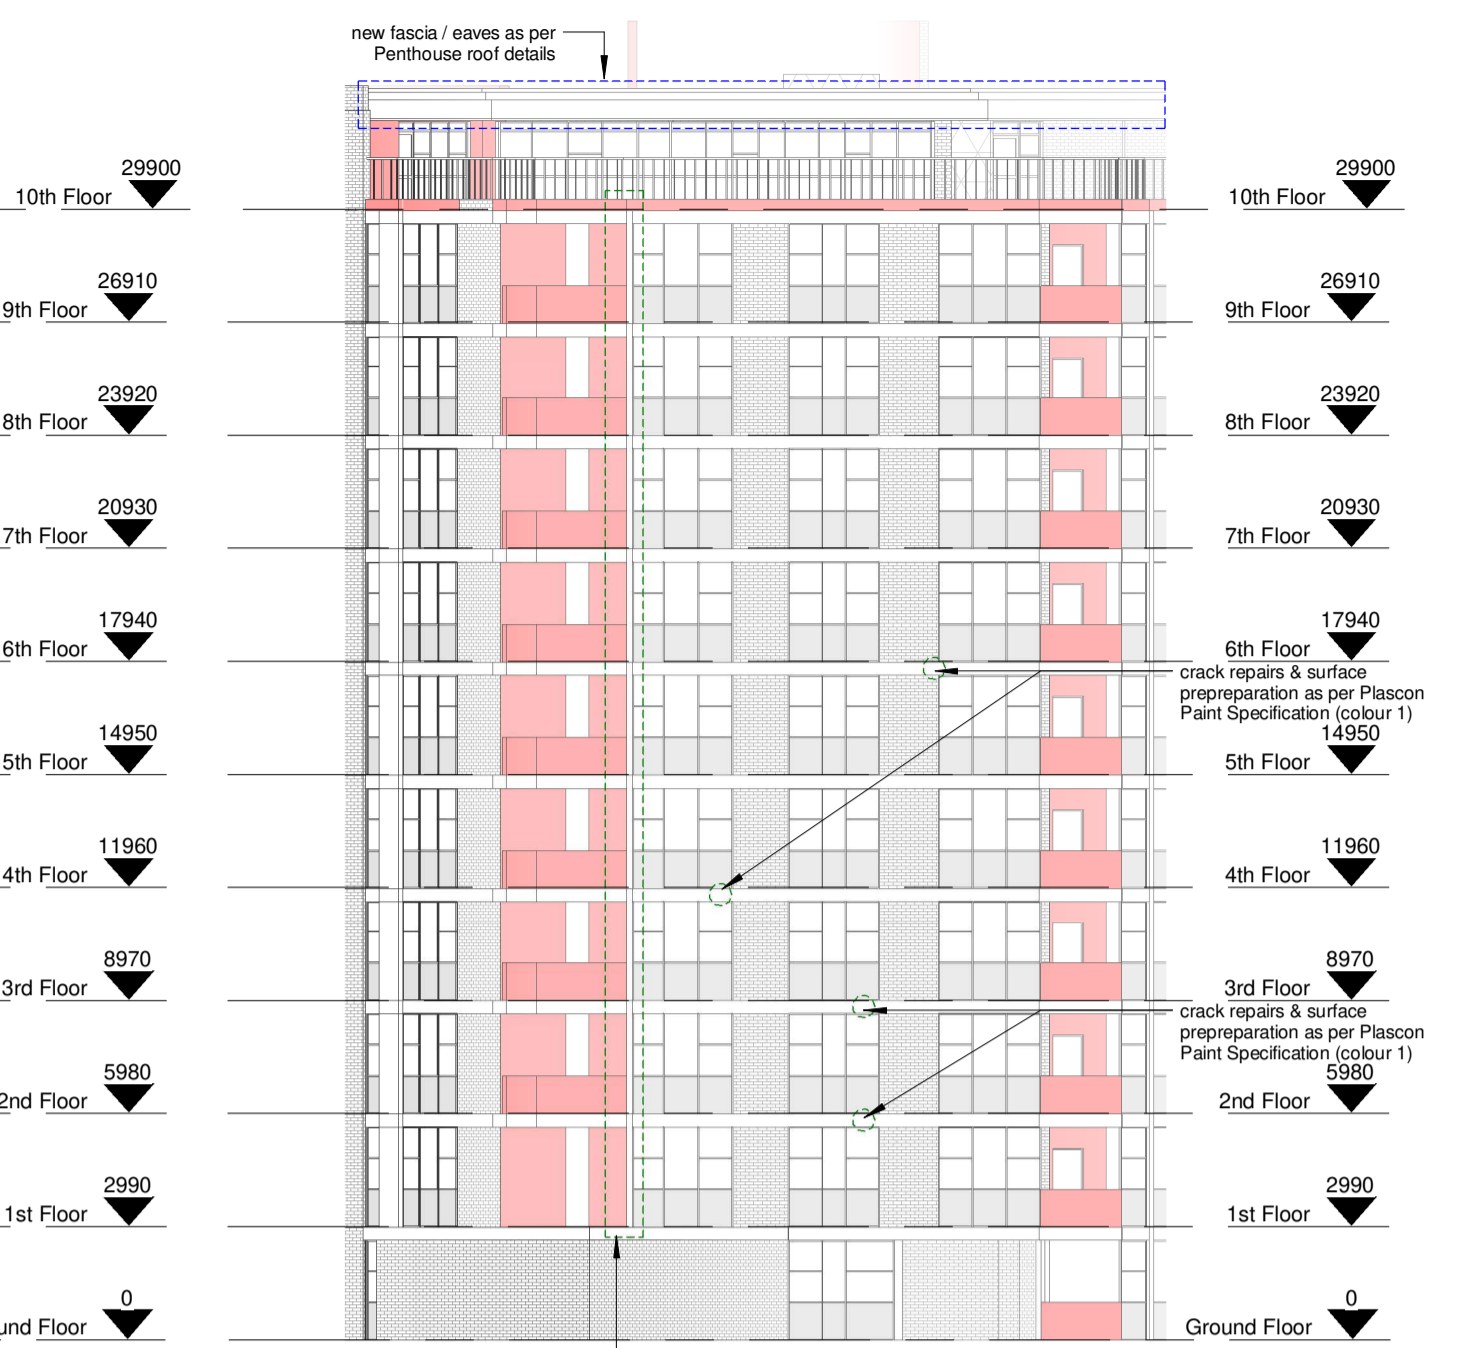 new fascia / eaves as per
Penthouse roof details
29900
10th Floor
29900
10th Floor
26910
9th Floor
26910
9th Floor
23920
8th Floor
23920
8th Floor
20930
7th Floor
20930
7th Floor
17940
6th Floor
17940
6th Floor
crack repairs & surface
prepreparation as per Plascon
Paint Specification (colour 1)
14950
5th Floor
14950
5th Floor
11960
4th Floor
11960
4th Floor
8970
3rd Floor
8970
3rd Floor
crack repairs & surface
prepreparation as per Plascon
Paint Specification (colour 1)
5980
2nd Floor
5980
2nd Floor
2990
1st Floor
2990
1st Floor
0
und Floor
0
Ground Floor